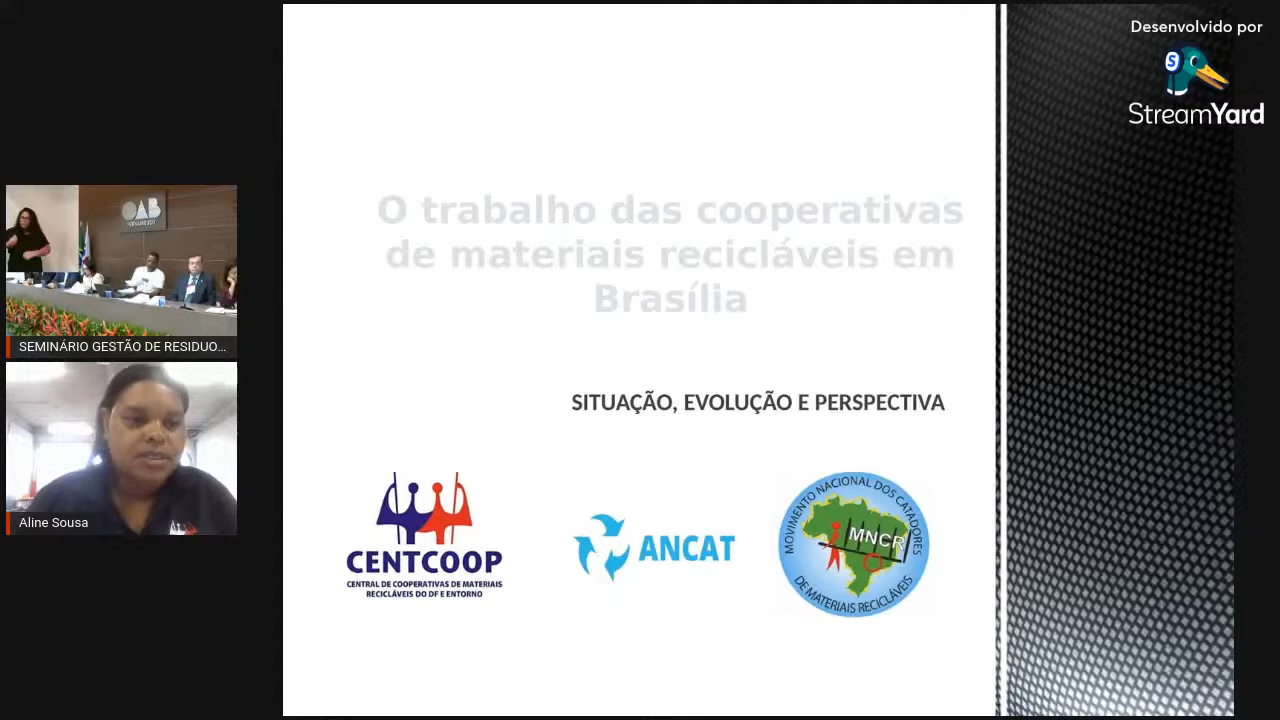 Desenvolvido por
StreamYard
O trabalho das cooperativas
de materiais recicláveis em
Brasília
SITUAÇÃO, EVOLUÇÃO E PERSPECTIVA
CENTCOOP
CENTRAL DE COOPERATIVAS DE MATERIAIS
RECICLÁVEIS DO DF E ENTORNO
ANCAT
MOVIMENTO NACIONAL DOS CATADORES
MNCR
DE MATERIAIS RECICLÁVEIS
OAB
PERNAMBUCO
SEMINÁRIO GESTÃO DE RESIDUO...
Aline Sousa